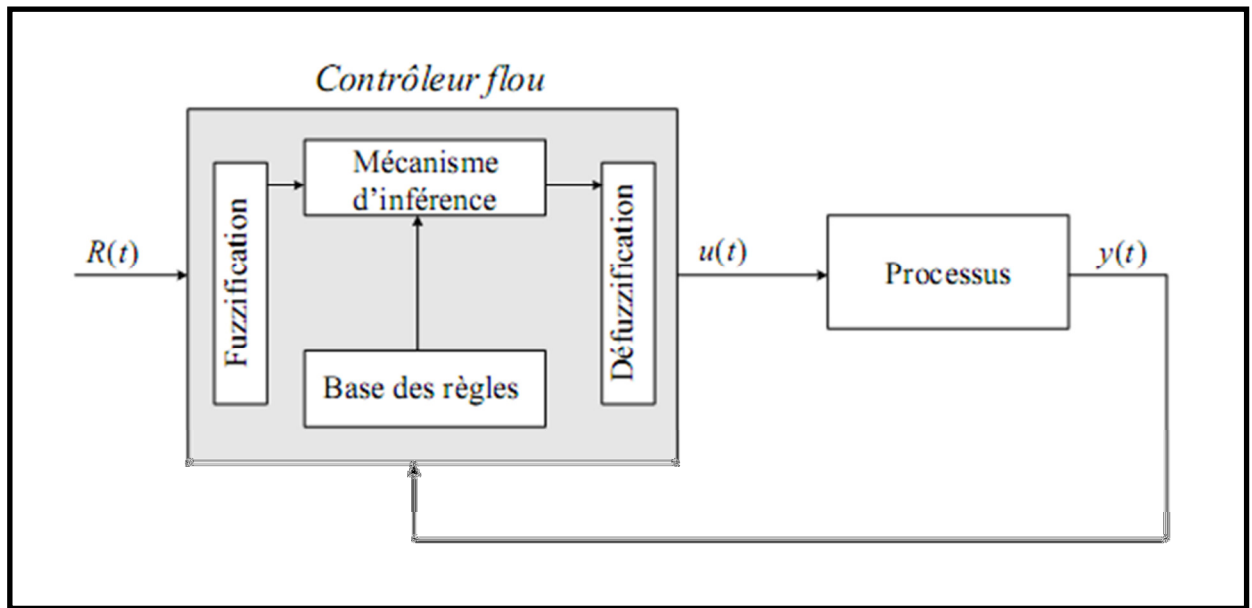 Contrôleur flou
Mécanisme
d'inférence
Fuzzification
Défuzzification
R(t)
u(t)
y(t)
Processus
Base des règles